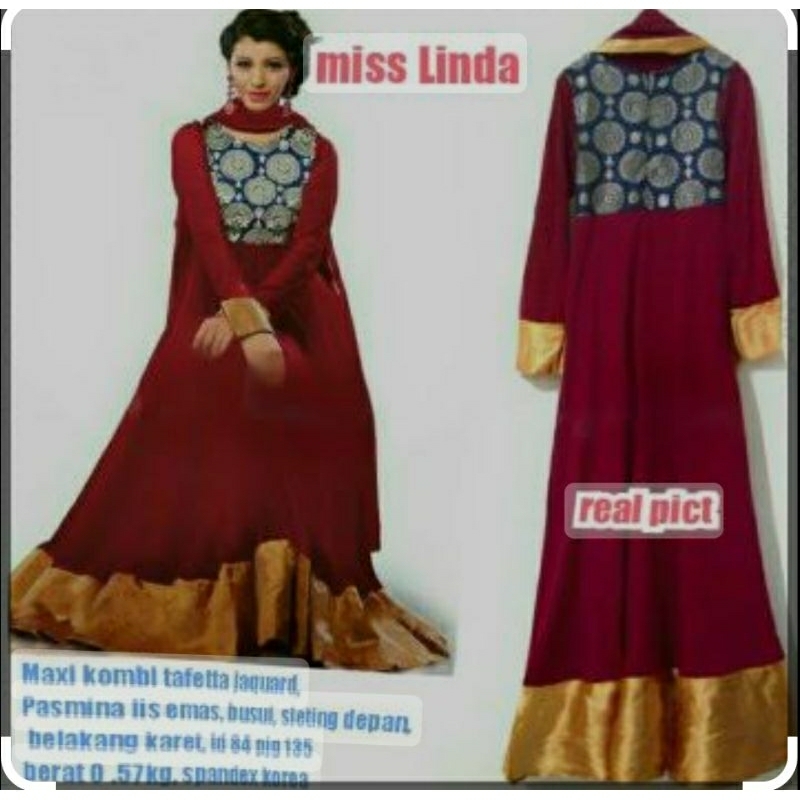 miss Linda
real pict
Maxi kombi tafetta jaquard,
Pasmina iis emas, busui, sleting depan,
belakang karet, ld 84 pjg 135
berat 0 .57kg. spandex korea